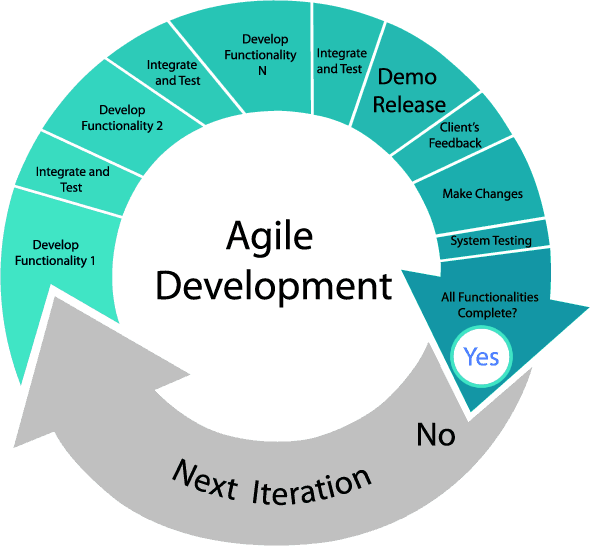 Develop
Functionality 1
Integrate and
Test
Develop
Functionality 2
Integrate
and Test
Develop
Functionality
N
Integrate
and Test
Demo
Release
Client's
Feedback
Make Changes
System Testing
All Functionalities
Complete?
Yes
No
Next Iteration
Agile
Development